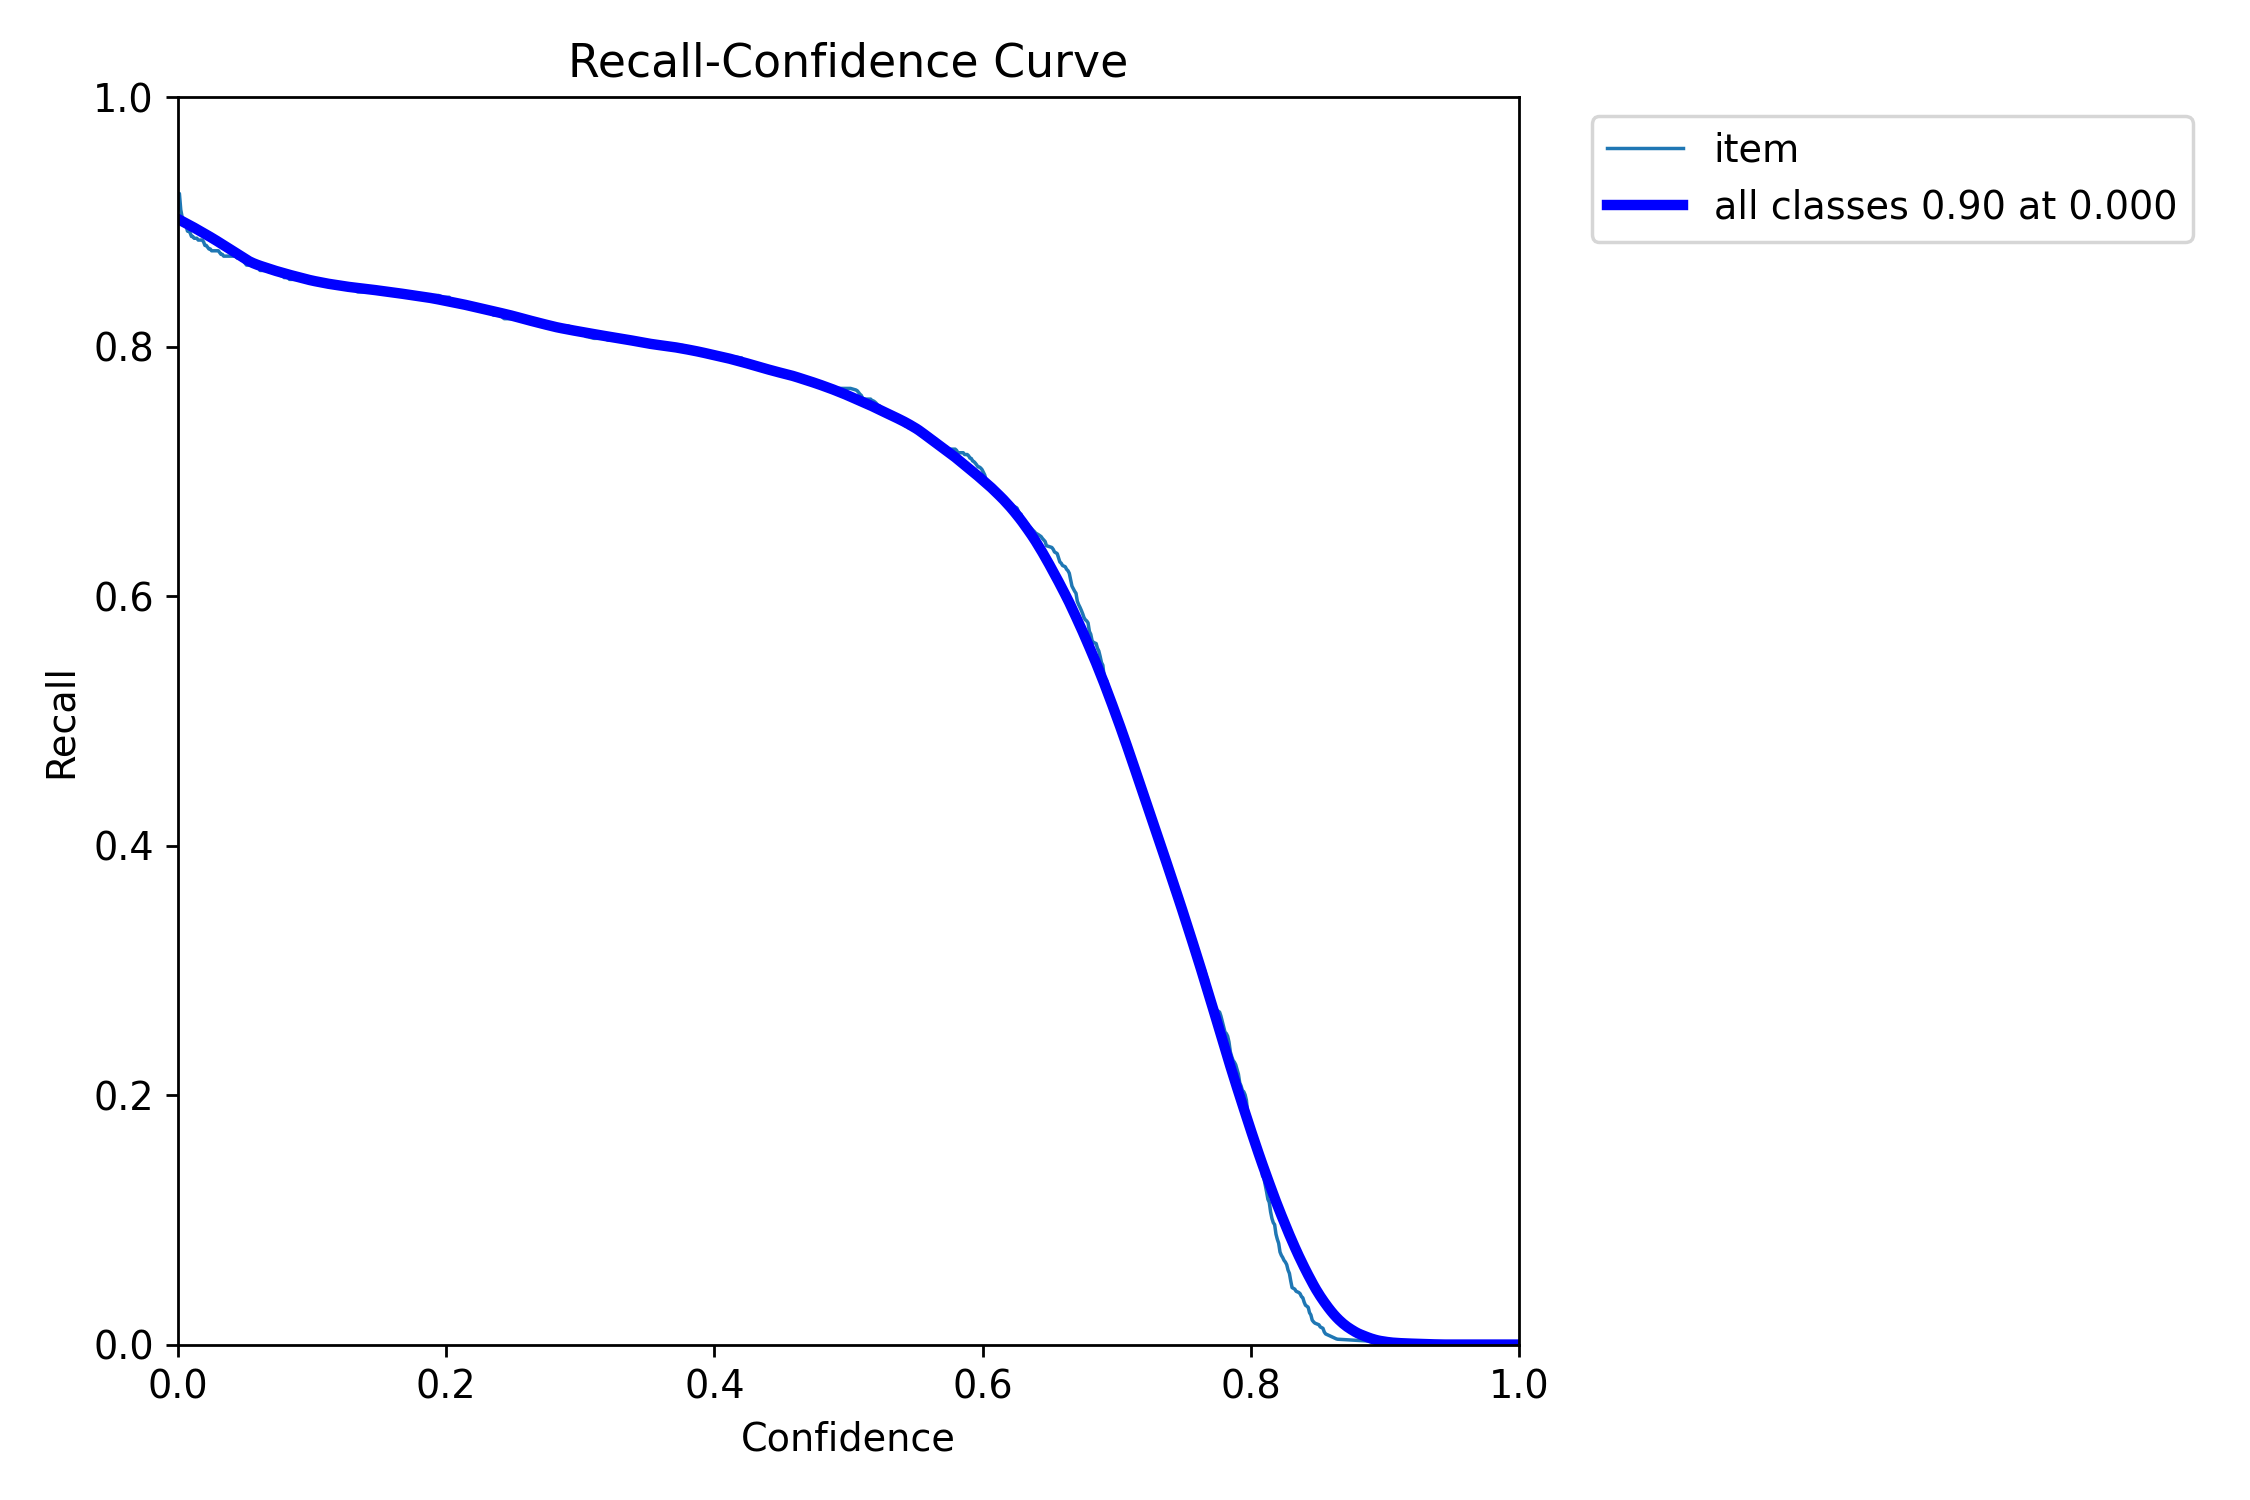 Recall-Confidence Curve
1.0
0.8
0.6
0.4
0.2
0.0
Recall
0.0 0.2 0.4 0.6 0.8 1.0
Confidence
item
all classes 0.90 at 0.000